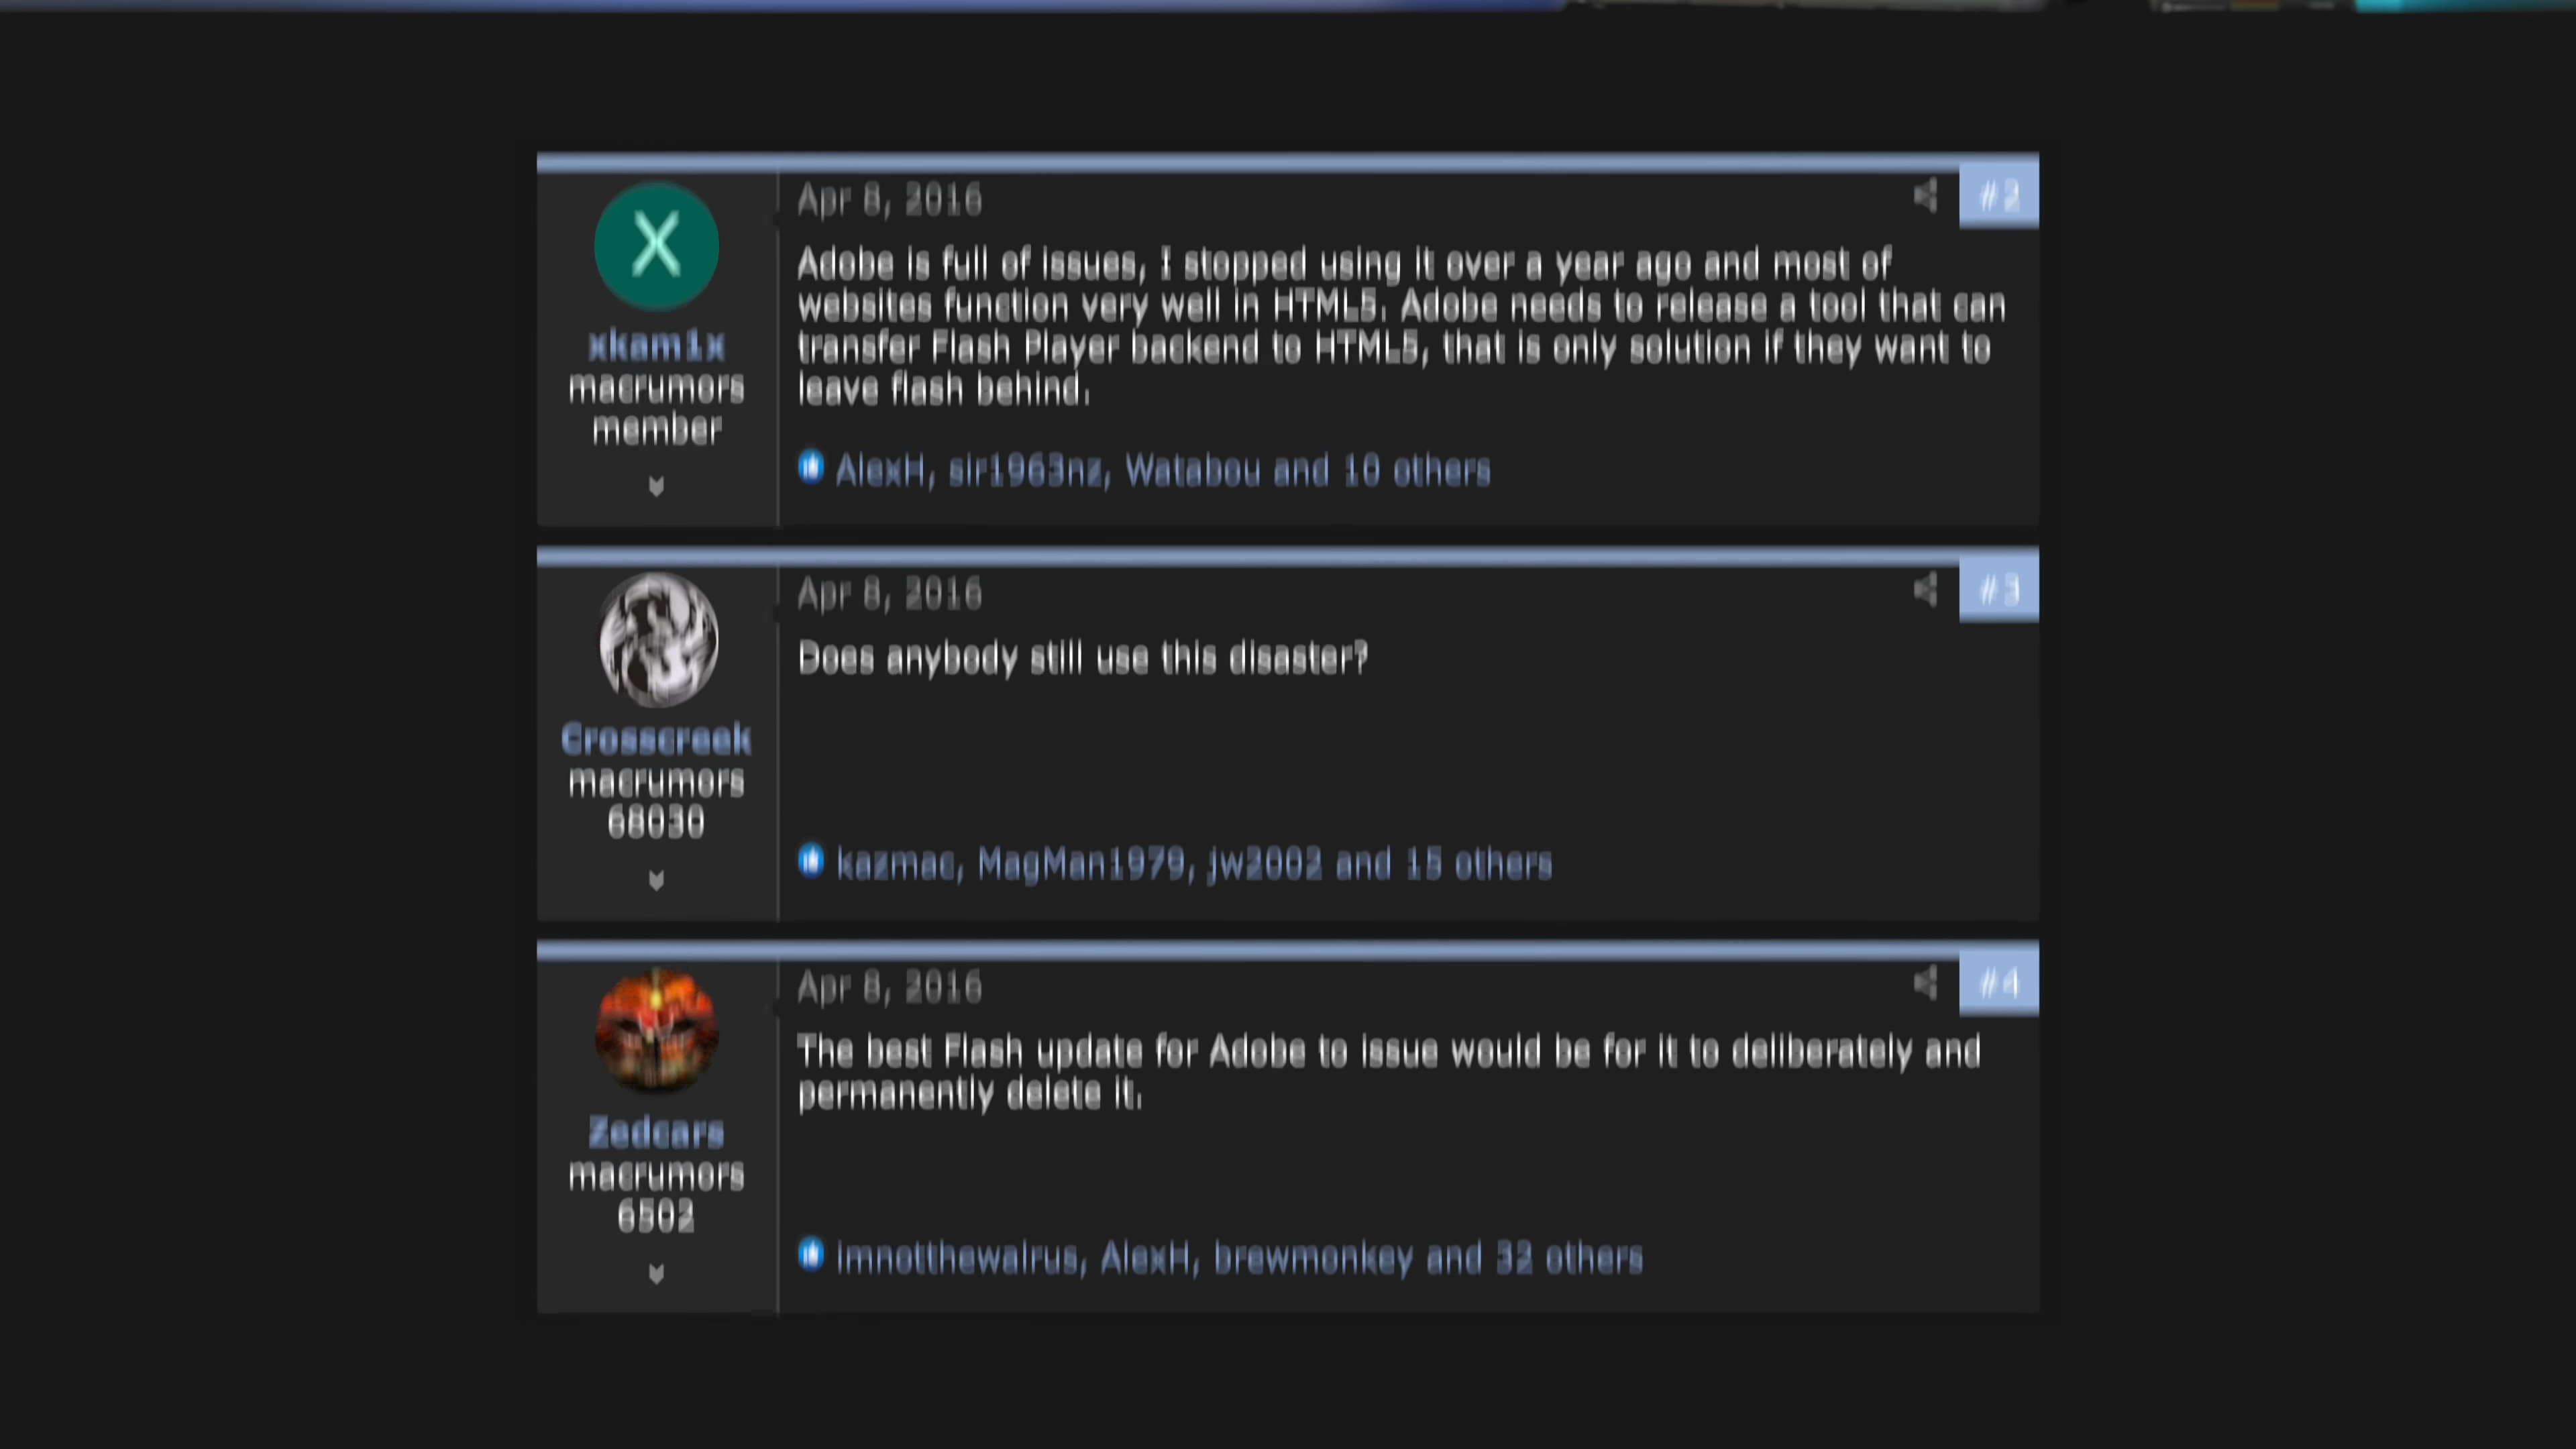 Apr 8, 2016
#2
Adobe is full of issues, I stopped using it over a year ago and most of
websites function very well in HTML5. Adobe needs to release a tool that can
transfer Flash Player backend to HTML5, that is only solution if they want to
leave flash behind.
X
xkam1x
macrumors
member
AlexH, sir1963nz, Watabou and 10 others
Apr 8, 2016
#3
Does anybody still use this disaster?
Crosscreek
macrumors
68030
kazmac, MagMan1979, jw2002 and 15 others
Apr 8, 2016
#4
The best Flash update for Adobe to issue would be for it to deliberately and
permanently delete it.
Zedcars
macrumors
6502
imnotthewalrus, AlexH, brewmonkey and 32 others